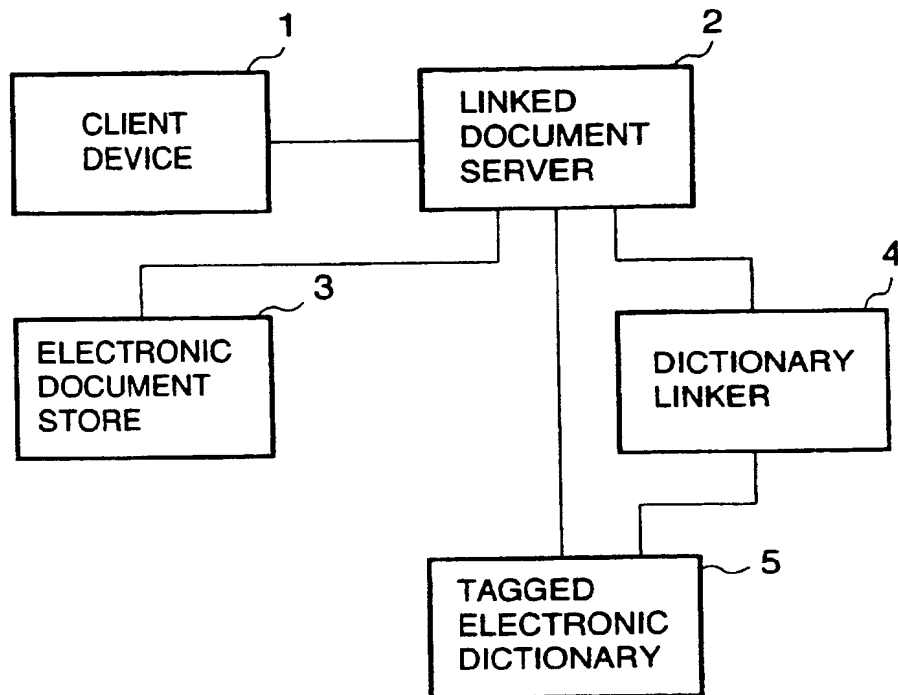 1
CLIENT
DEVICE
2
LINKED
DOCUMENT
SERVER
3
ELECTRONIC
DOCUMENT
STORE
4
DICTIONARY
LINKER
5
TAGGED
ELECTRONIC
DICTIONARY